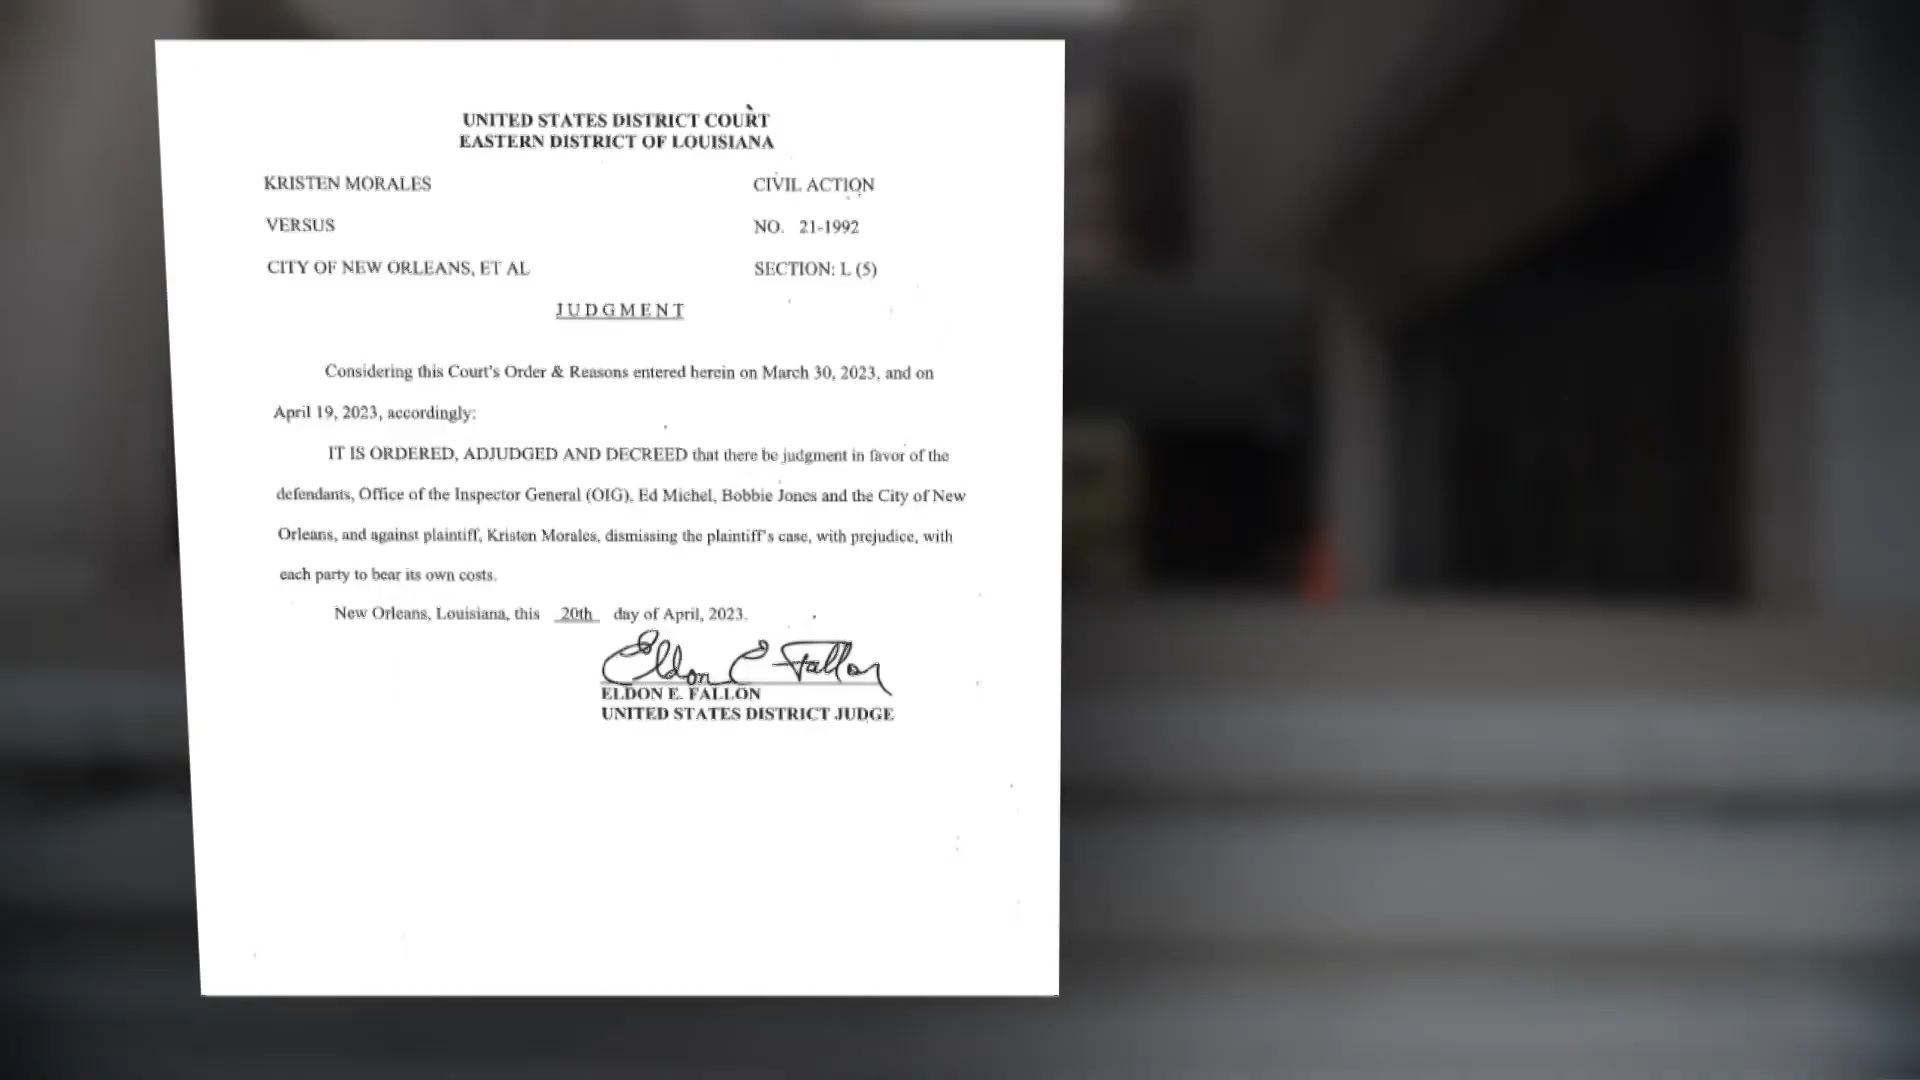 UNITED STATES DISTRICT COURT
EASTERN DISTRICT OF LOUISIANA
KRISTEN MORALES CIVIL ACTION
VERSUS NO. 21-1992
CITY OF NEW ORLEANS, ET AL SECTION: L (5)
JUDGMENT
Considering this Court's Order & Reasons entered herein on March 30, 2023, and on
April 19, 2023, accordingly:
IT IS ORDERED, ADJUDGED AND DECREED that there be judgment in favor of the
defendants, Office of the Inspector General (OIG), Ed Michel, Bobbie Jones and the City of New
Orleans, and against plaintiff, Kristen Morales, dismissing the plaintiff's case, with prejudice, with
each party to bear its own costs.
New Orleans, Louisiana, this 20th day of April, 2023.
Eldon E Fallon
ELDON E. FALLON
UNITED STATES DISTRICT JUDGE